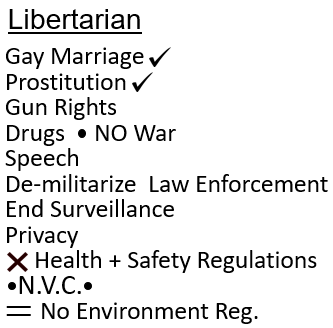 Libertarian
Gay Marriage ✓
Prostitution ✓
Gun Rights
Drugs • NO War
Speech
De-militarize Law Enforcement
End Surveillance
Privacy
✗ Health + Safety Regulations
•N.V.C.•
= No Environment Reg.